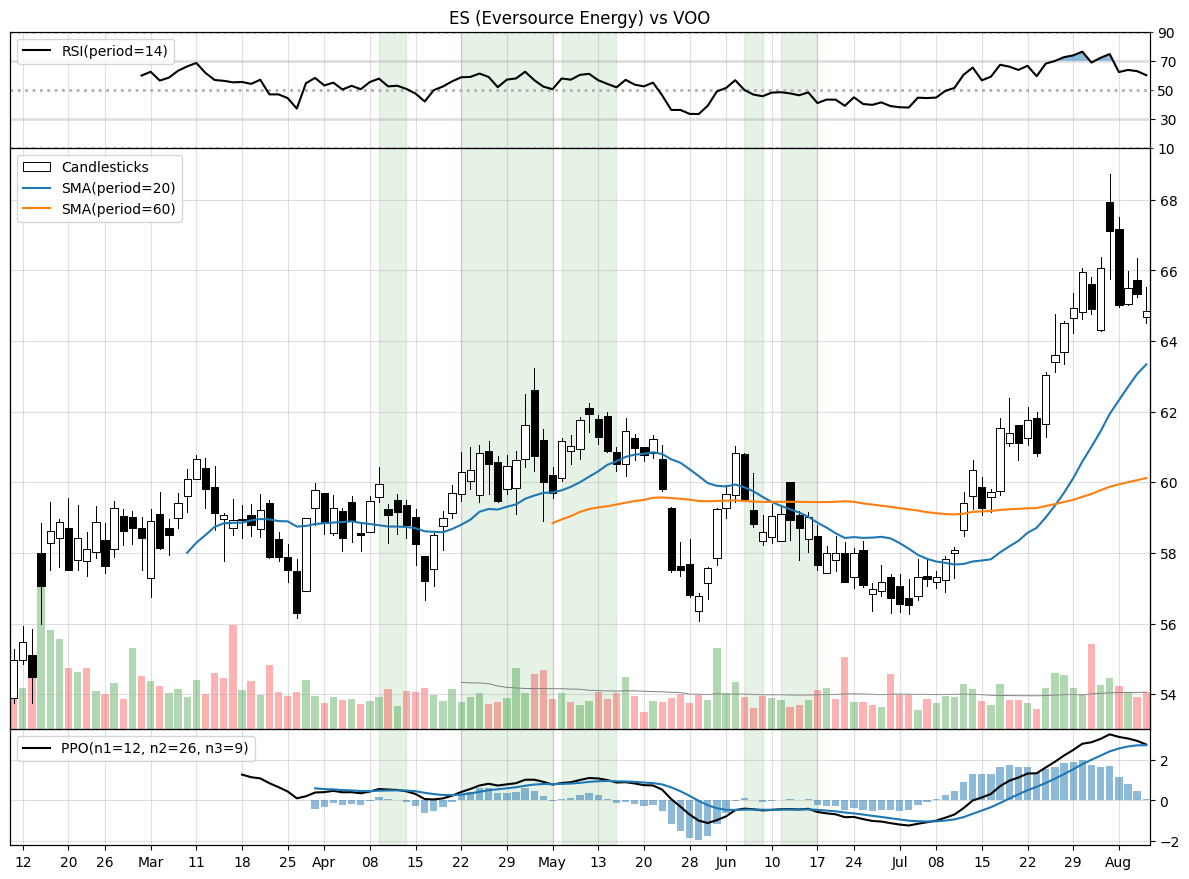 ES (Eversource Energy) vs VOO
RSI(period=14)
90
70
50
30
10
Candlesticks
SMA(period=20)
SMA(period=60)
68
66
64
62
60
58
56
54
PPO(n1=12, n2=26, n3=9)
2
0
−2
12 20 26 Mar 11 18 25 Apr 08 15 22 29 May 13 20 28 Jun 10 17 24 Jul 08 15 22 29 Aug